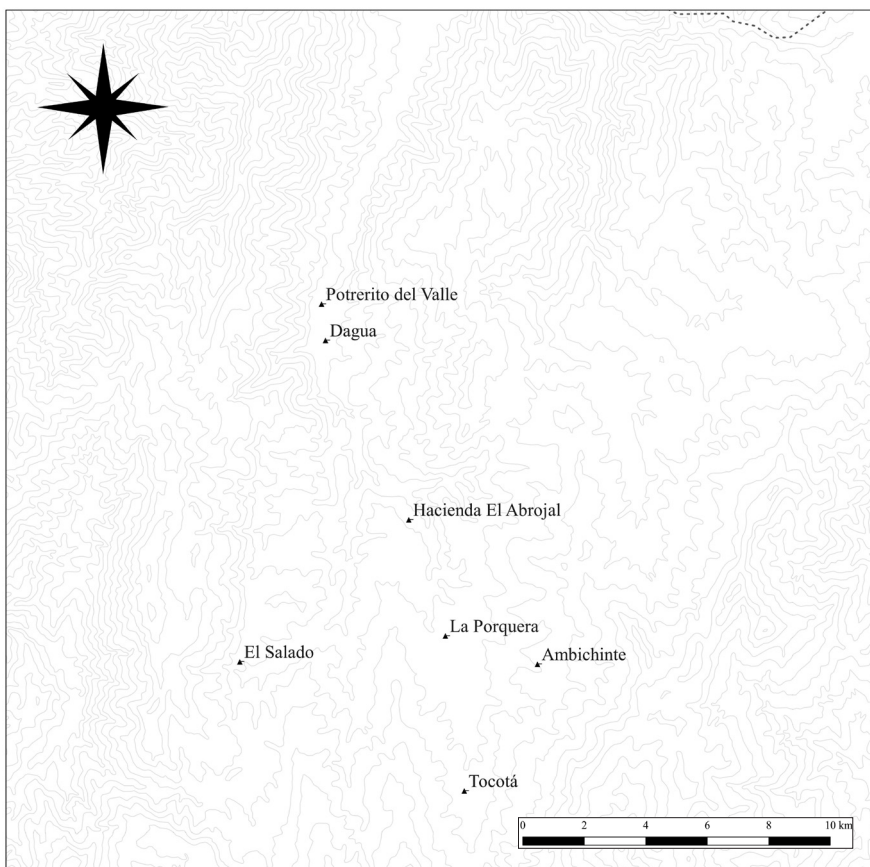 Potrerito del Valle
Dagua
Hacienda El Abrojal
La Porquera
El Salado
Ambichinte
Tocotá
0 2 4 6 8 10 km